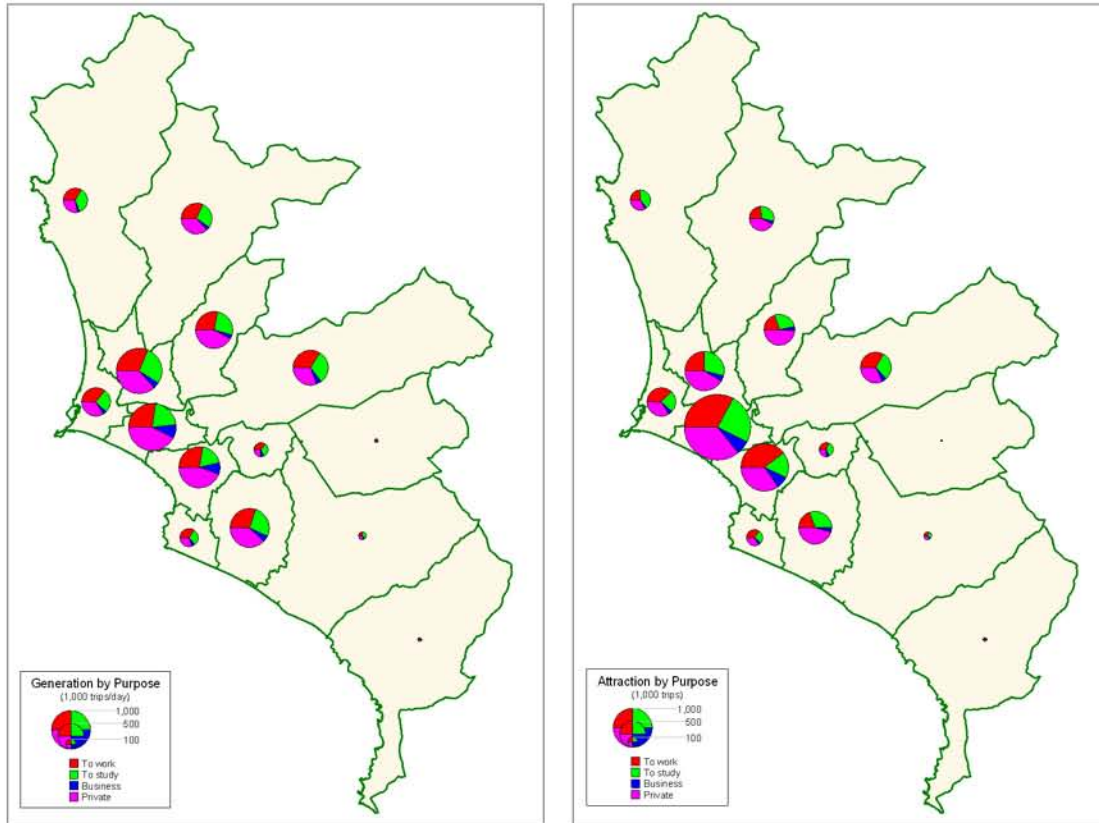 Generation by Purpose
(1,000 trips/day)
1,000
500
100
To work
To study
Business
Private
Attraction by Purpose
(1,000 trips)
1,000
500
100
To work
To study
Business
Private